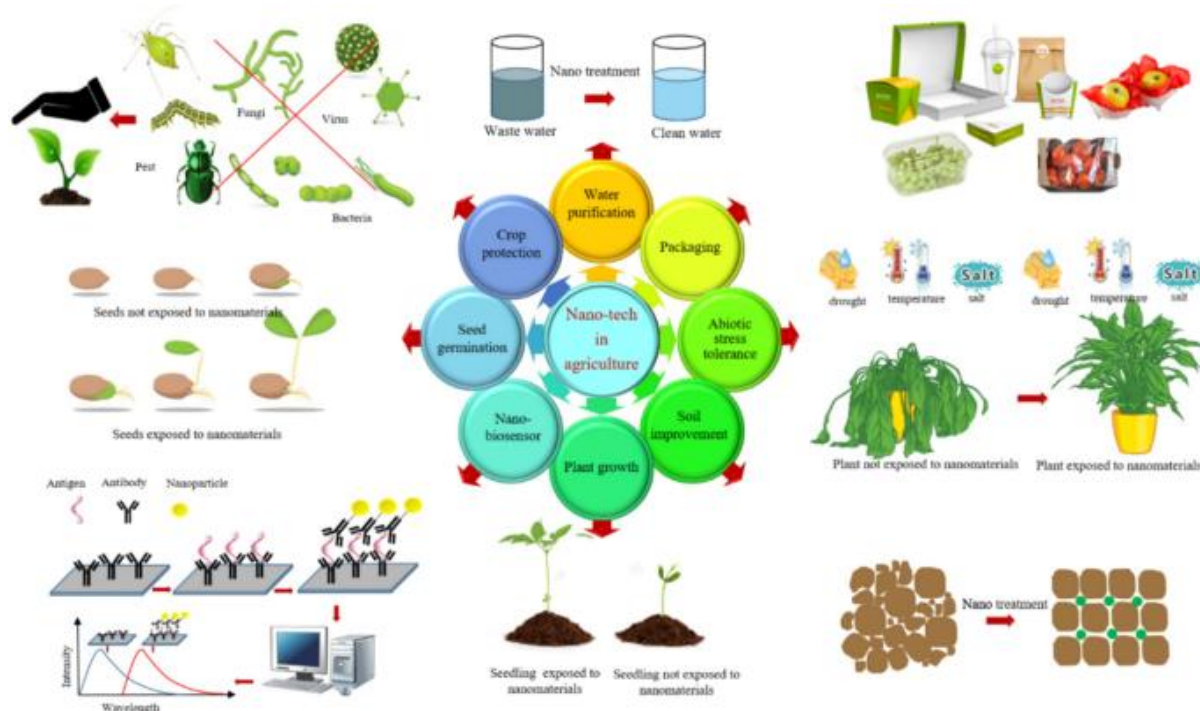 Fungi
Virus
Pest
Bacteria
Nano treatment
Waste water
Clean water
Water
purification
Crop
protection
Packaging
Seed
germination
Nano-tech
in
agriculture
Abiotic
stress
tolerance
Nano-
biosensor
Soil
improvement
Plant growth
Seeds not exposed to nanomaterials
Seeds exposed to nanomaterials
drought
temperature
Salt
salt
drought
temperature
Salt
salt
Plant not exposed to nanomaterials
Plant exposed to nanomaterials
Antigen
Antibody
Nanoparticle
Intensity
Wavelength
Seedling exposed to
nanomaterials
Seedling not exposed to
nanomaterials
Nano treatment